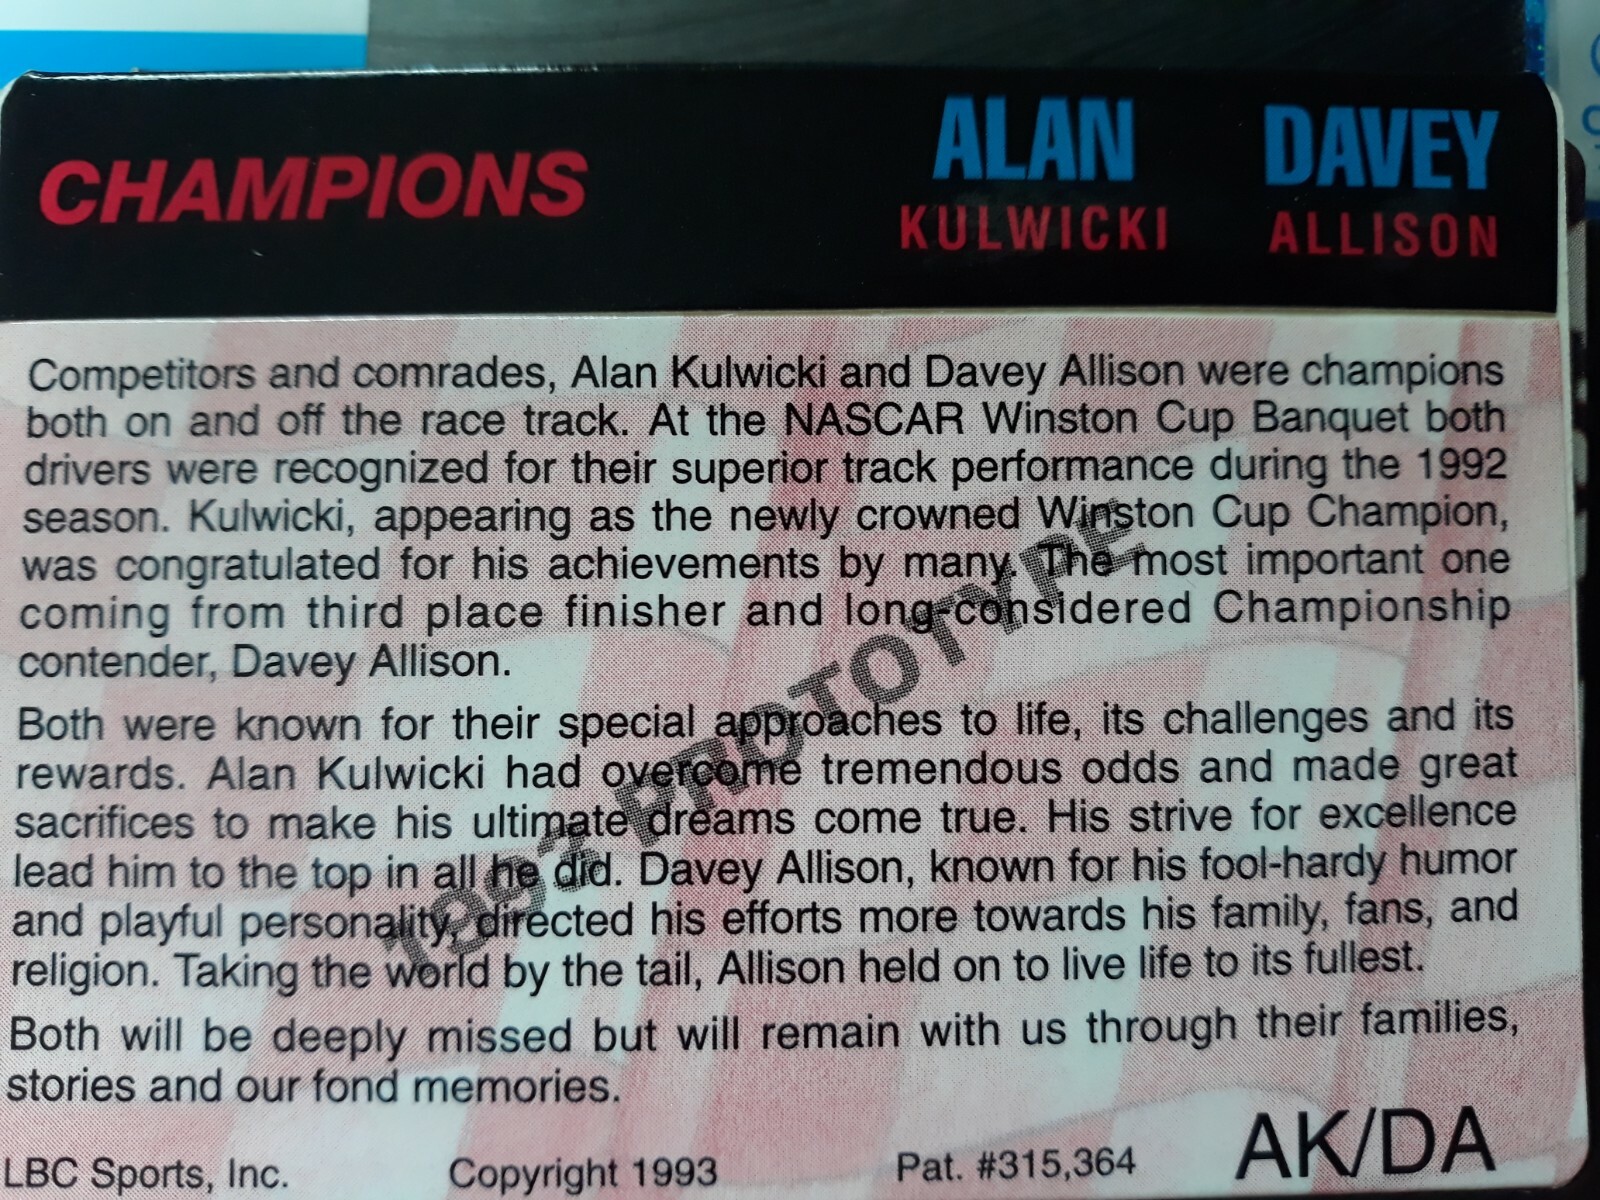 CHAMPIONS
ALAN DAVEY
KULWICKI ALLISON
Competitors and comrades, Alan Kulwicki and Davey Allison were champions
both on and off the race track. At the NASCAR Winston Cup Banquet both
drivers were recognized for their superior track performance during the 1992
season. Kulwicki, appearing as the newly crowned Winston Cup Champion,
was congratulated for his achievements by many. The most important one
coming from third place finisher and long-considered Championship
contender, Davey Allison.
Both were known for their special approaches to life, its challenges and its
rewards. Alan Kulwicki had overcome tremendous odds and made great
sacrifices to make his ultimate dreams come true. His strive for excellence
lead him to the top in all he did. Davey Allison, known for his fool-hardy humor
and playful personality, directed his efforts more towards his family, fans, and
religion. Taking the world by the tail, Allison held on to live life to its fullest.
Both will be deeply missed but will remain with us through their families,
stories and our fond memories.
1993 PROTOTYPE
LBC Sports, Inc. Copyright 1993 Pat. #315,364 AK/DA